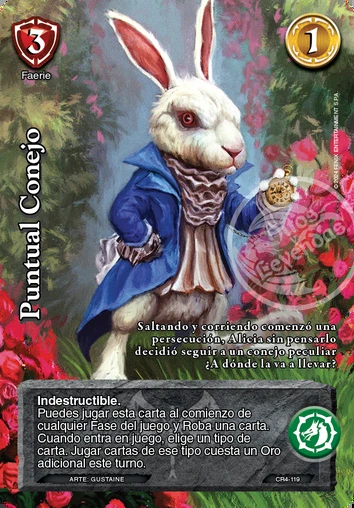 3
1
Faerie
Puntual Conejo
Mitos
Leyendas
Saltando y corriendo comenzó una
persecución, Alicia sin pensarlo
decidió seguir a un conejo peculiar
¿A dónde la va a llevar?
Indestructible.
Puedes jugar esta carta al comienzo de
cualquier Fase del juego y Roba una carta.
Cuando entra en juego, elige un tipo de
carta. Jugar cartas de ese tipo cuesta un Oro
adicional este turno.
ARTE: GUSTAINE
CR4-119